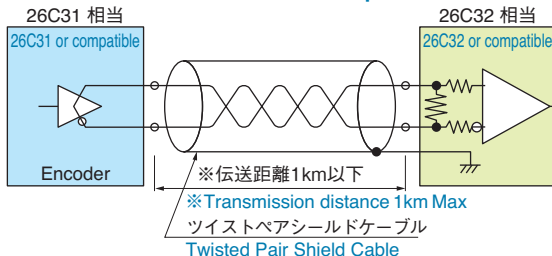 26C31 相当
26C32 相当
26C31 or compatible
26C32 or compatible
Encoder
※伝送距離1km以下
※Transmission distance 1km Max
ツイストペアシールドケーブル
Twisted Pair Shield Cable